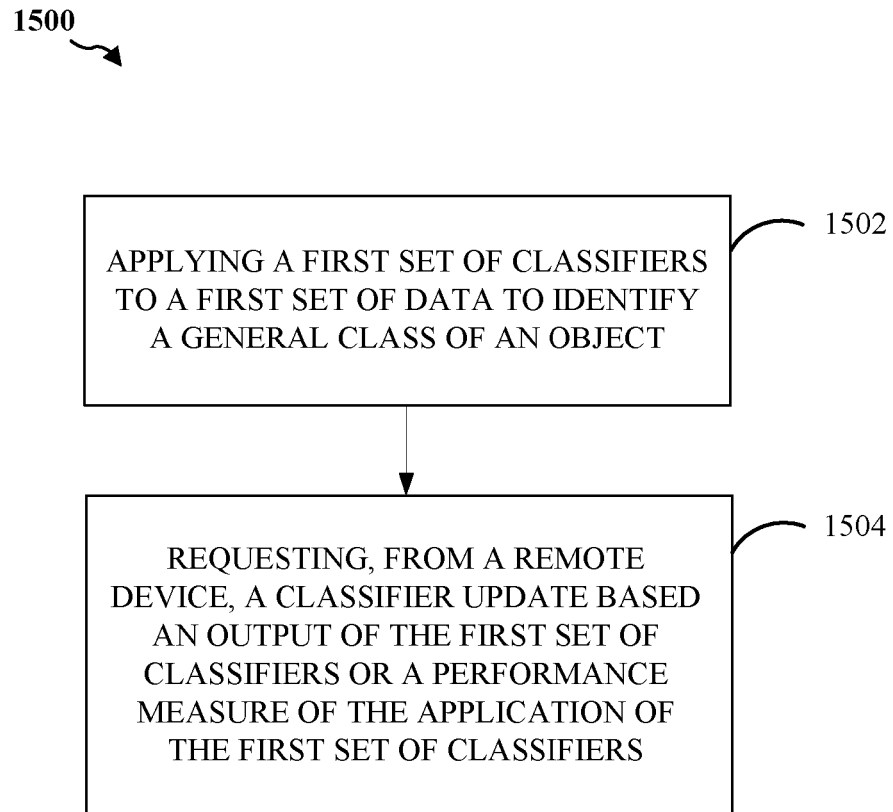 1500
APPLYING A FIRST SET OF CLASSIFIERS
TO A FIRST SET OF DATA TO IDENTIFY
A GENERAL CLASS OF AN OBJECT
1502
REQUESTING, FROM A REMOTE
DEVICE, A CLASSIFIER UPDATE BASED
AN OUTPUT OF THE FIRST SET OF
CLASSIFIERS OR A PERFORMANCE
MEASURE OF THE APPLICATION OF
THE FIRST SET OF CLASSIFIERS
1504